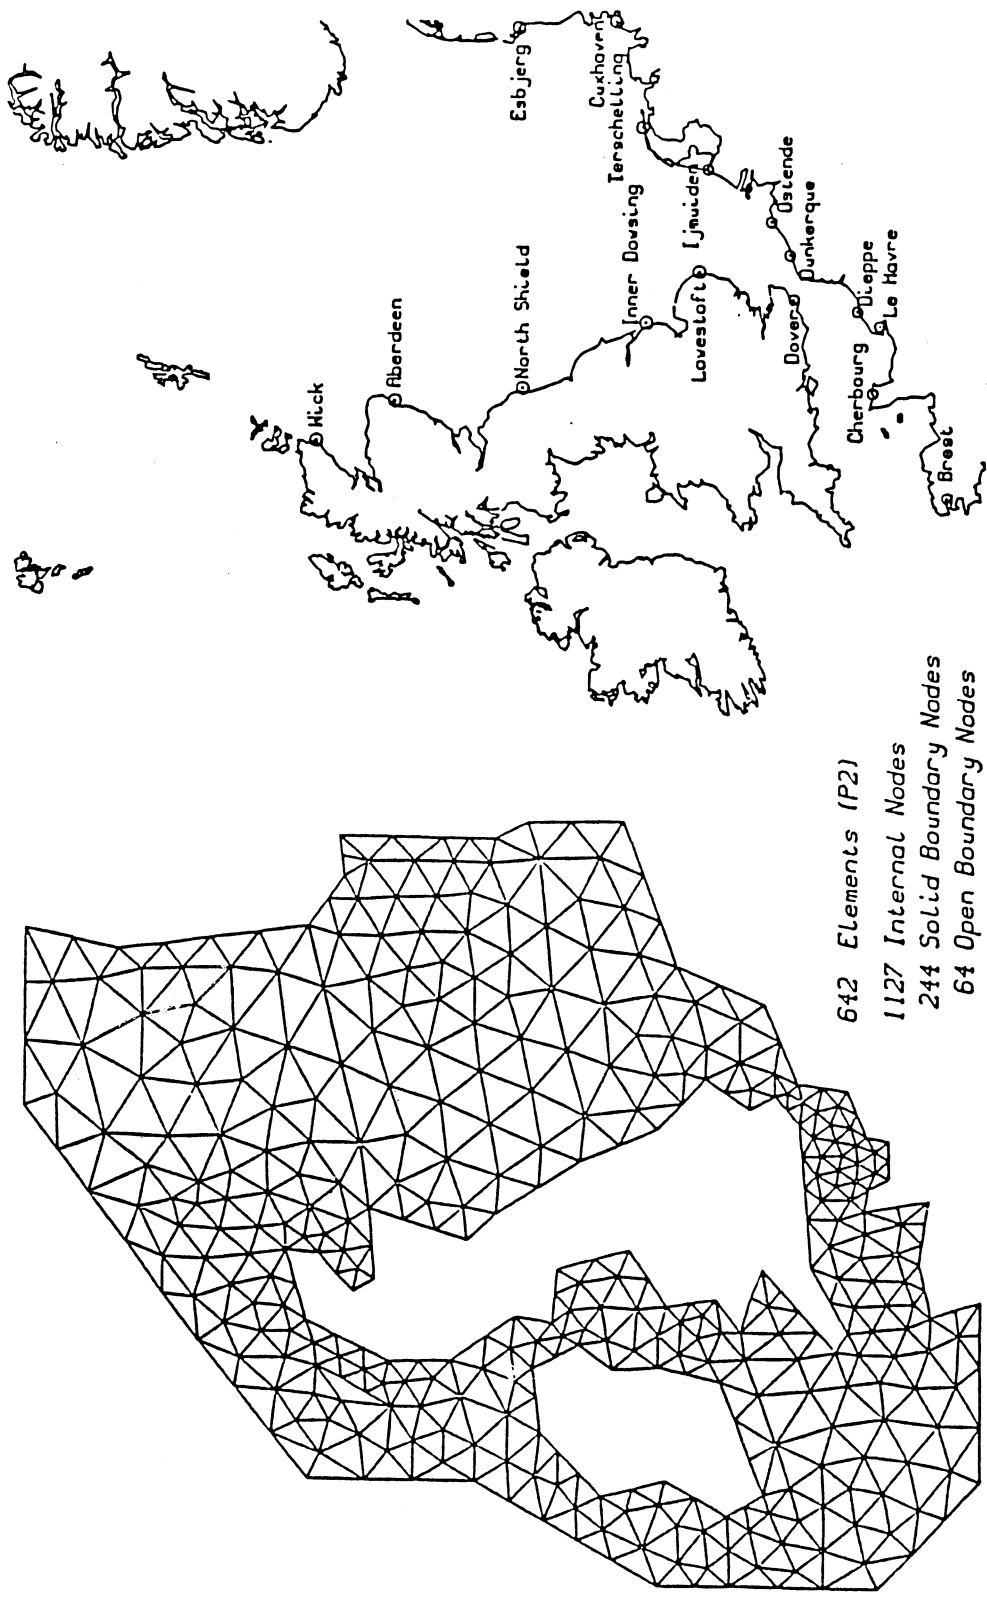 Esbjerg
Cuxhaven
Terschelling
Ijmuiden
Ostende
Dunkerque
Dieppe
Le Havre
Cherbourg
Brest
Wick
Aberdeen
North Shield
Inner Dowsing
Lovestoft
Dover
642 Elements (P2)
1127 Internal Nodes
244 Solid Boundary Nodes
64 Open Boundary Nodes